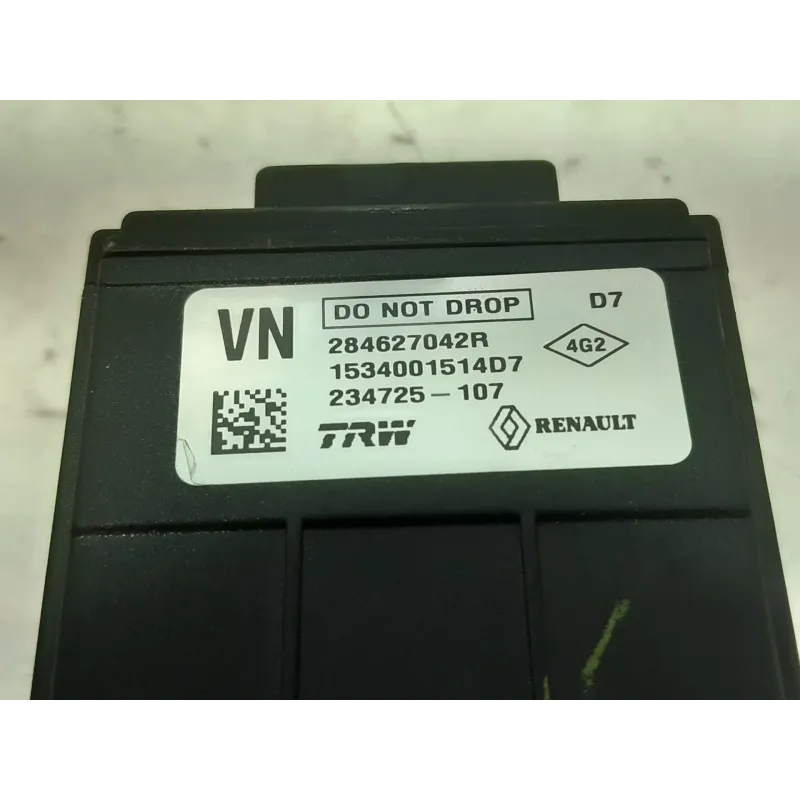 VN
DO NOT DROP
D7
284627042R
4G2
1534001514D7
234725-107
TRW
RENAULT